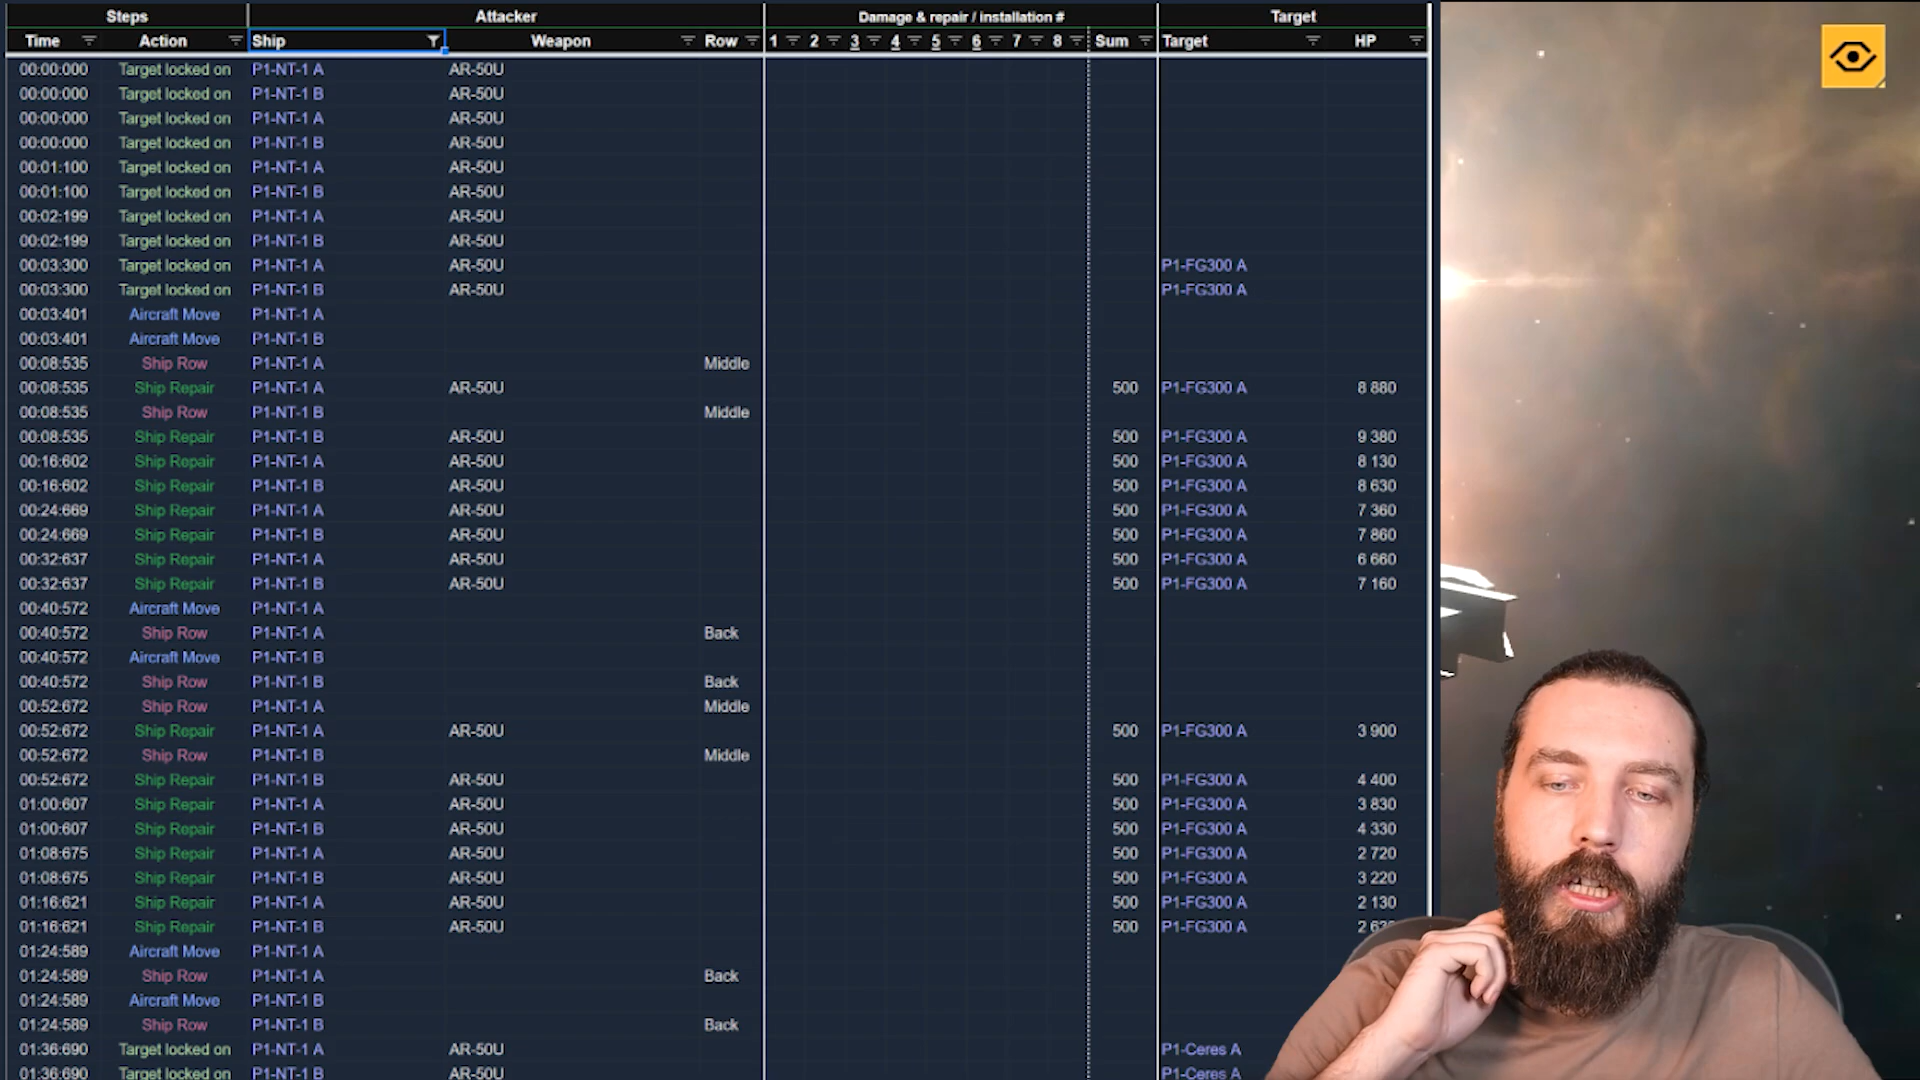 Steps Attacker Damage & repair / installation # Target
Time Action Ship Weapon Row 1 2 3 4 5 6 7 8 Sum Target HP
00:00:000 Target locked on P1-NT-1 A AR-50U
00:00:000 Target locked on P1-NT-1 B AR-50U
00:00:000 Target locked on P1-NT-1 A AR-50U
00:00:000 Target locked on P1-NT-1 B AR-50U
00:01:100 Target locked on P1-NT-1 A AR-50U
00:01:100 Target locked on P1-NT-1 B AR-50U
00:02:199 Target locked on P1-NT-1 A AR-50U
00:02:199 Target locked on P1-NT-1 B AR-50U
00:03:300 Target locked on P1-NT-1 A AR-50U P1-FG300 A
00:03:300 Target locked on P1-NT-1 B AR-50U P1-FG300 A
00:03:401 Aircraft Move P1-NT-1 A
00:03:401 Aircraft Move P1-NT-1 B
00:08:535 Ship Row P1-NT-1 A Middle
00:08:535 Ship Repair P1-NT-1 A AR-50U 500 P1-FG300 A 8 880
00:08:535 Ship Row P1-NT-1 B Middle
00:08:535 Ship Repair P1-NT-1 B AR-50U 500 P1-FG300 A 9 380
00:16:602 Ship Repair P1-NT-1 A AR-50U 500 P1-FG300 A 8 130
00:16:602 Ship Repair P1-NT-1 B AR-50U 500 P1-FG300 A 8 630
00:24:669 Ship Repair P1-NT-1 A AR-50U 500 P1-FG300 A 7 360
00:24:669 Ship Repair P1-NT-1 B AR-50U 500 P1-FG300 A 7 860
00:32:637 Ship Repair P1-NT-1 A AR-50U 500 P1-FG300 A 6 660
00:32:637 Ship Repair P1-NT-1 B AR-50U 500 P1-FG300 A 7 160
00:40:572 Aircraft Move P1-NT-1 A
00:40:572 Ship Row P1-NT-1 A Back
00:40:572 Aircraft Move P1-NT-1 B
00:40:572 Ship Row P1-NT-1 B Back
00:52:672 Ship Row P1-NT-1 A Middle
00:52:672 Ship Repair P1-NT-1 A AR-50U 500 P1-FG300 A 3 900
00:52:672 Ship Row P1-NT-1 B Middle
00:52:672 Ship Repair P1-NT-1 B AR-50U 500 P1-FG300 A 4 400
01:00:607 Ship Repair P1-NT-1 A AR-50U 500 P1-FG300 A 3 830
01:00:607 Ship Repair P1-NT-1 B AR-50U 500 P1-FG300 A 4 330
01:08:675 Ship Repair P1-NT-1 A AR-50U 500 P1-FG300 A 2 720
01:08:675 Ship Repair P1-NT-1 B AR-50U 500 P1-FG300 A 3 220
01:16:621 Ship Repair P1-NT-1 A AR-50U 500 P1-FG300 A 2 130
01:16:621 Ship Repair P1-NT-1 B AR-50U 500 P1-FG300 A
01:24:589 Aircraft Move P1-NT-1 A
01:24:589 Ship Row P1-NT-1 A Back
01:24:589 Aircraft Move P1-NT-1 B
01:24:589 Ship Row P1-NT-1 B Back
01:36:690 Target locked on P1-NT-1 A AR-50U P1-Ceres A
01:36:690 Target locked on P1-NT-1 B AR-50U P1-Ceres A